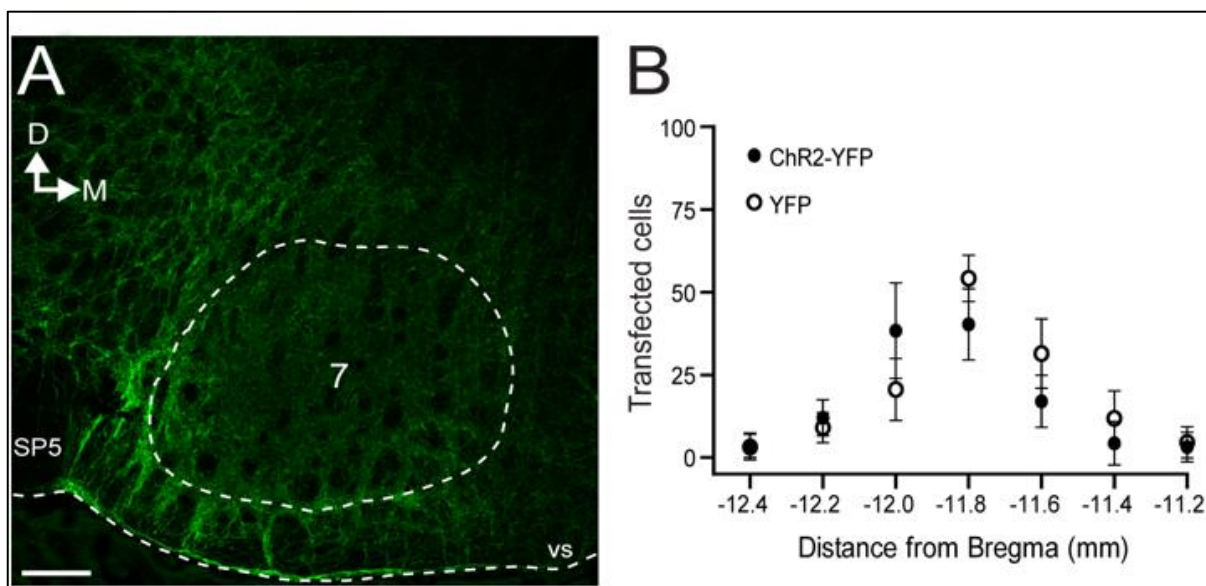 A
D
M
7
SP5
vs
B
100
75
50
25
0
ChR2-YFP
YFP
Transfected cells
-12.4 -12.2 -12.0 -11.8 -11.6 -11.4 -11.2
Distance from Bregma (mm)